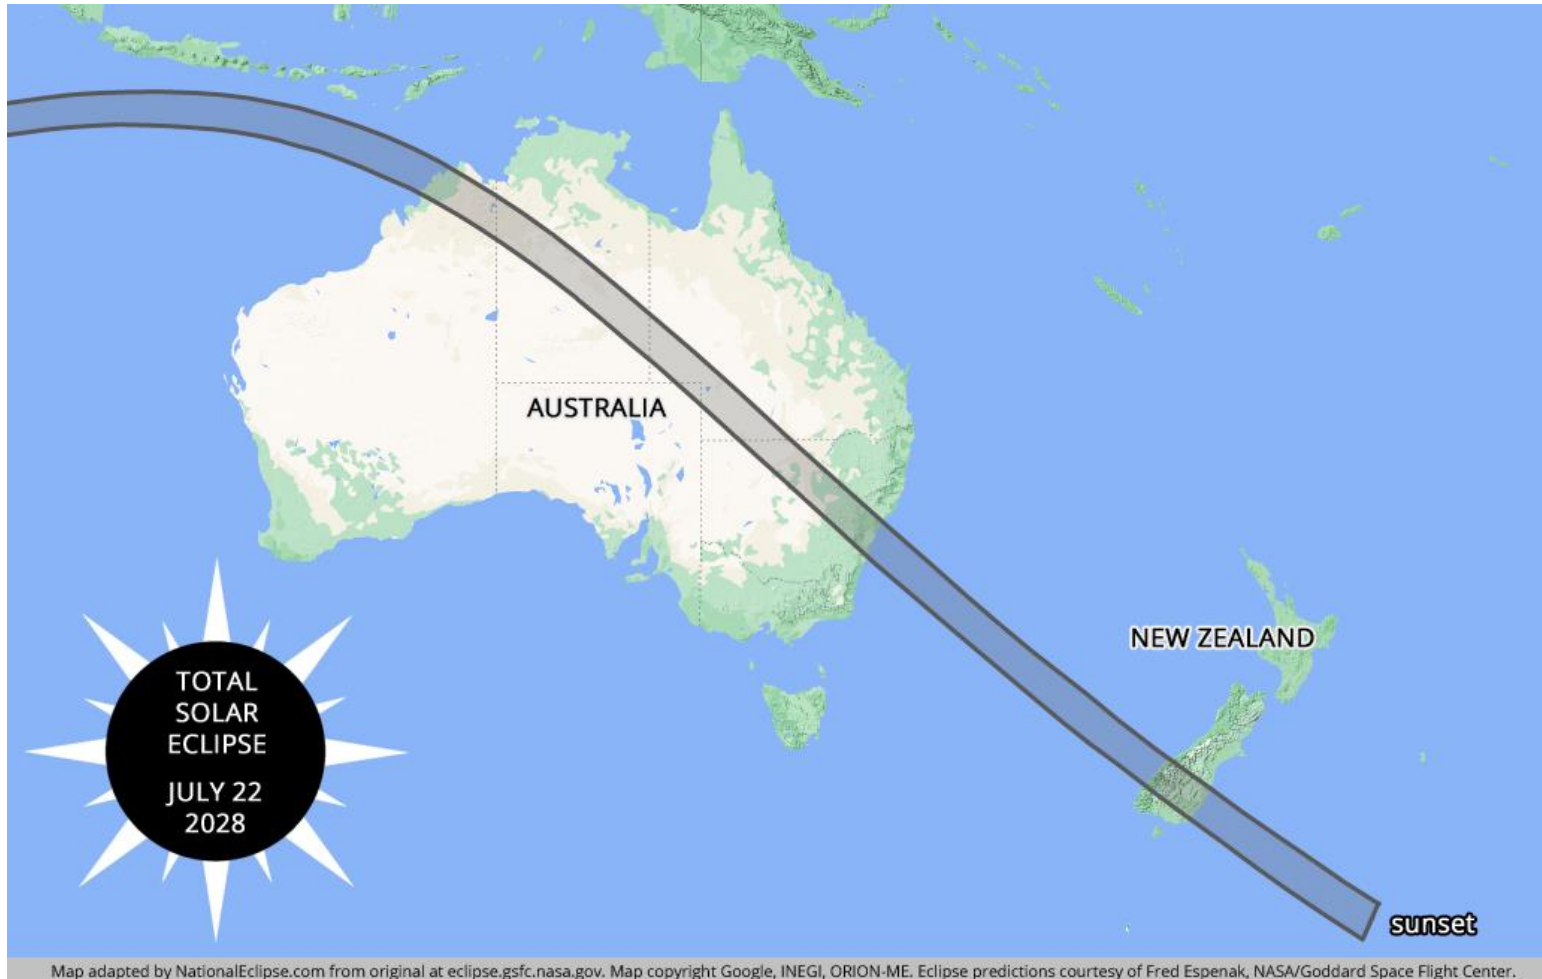 AUSTRALIA
NEW ZEALAND
TOTAL
SOLAR
ECLIPSE
JULY 22
2028
sunset
Map adapted by NationalEclipse.com from original at eclipse.gsfc.nasa.gov. Map copyright Google, INEGI, ORION-ME. Eclipse predictions courtesy of Fred Espenak, NASA/Goddard Space Flight Center.